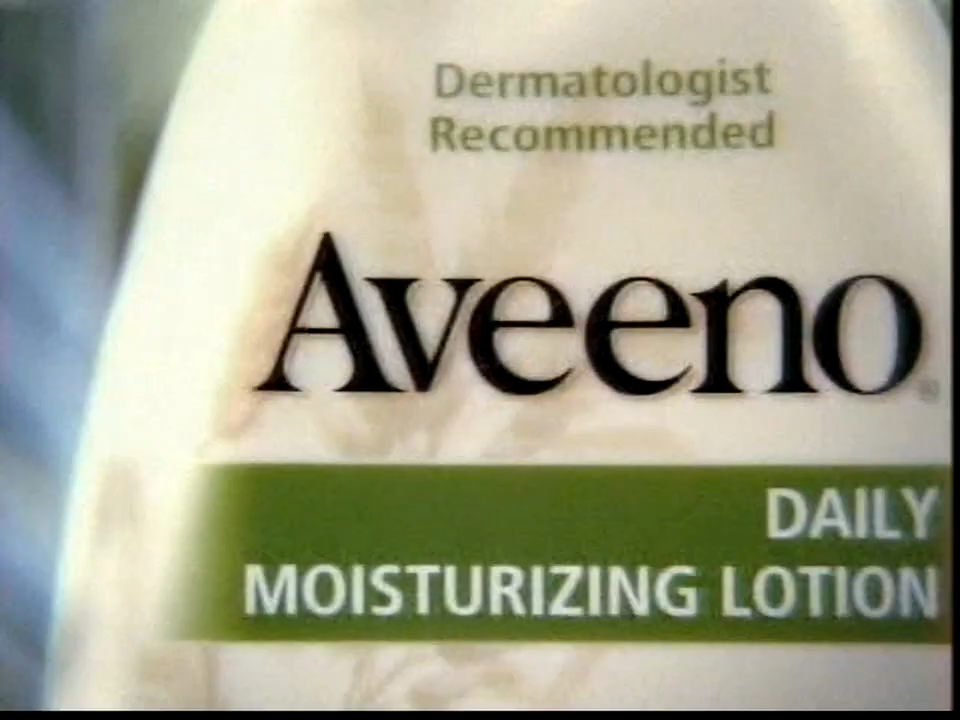 Dermatologist
Recommended
Aveeno®
DAILY
MOISTURIZING LOTION